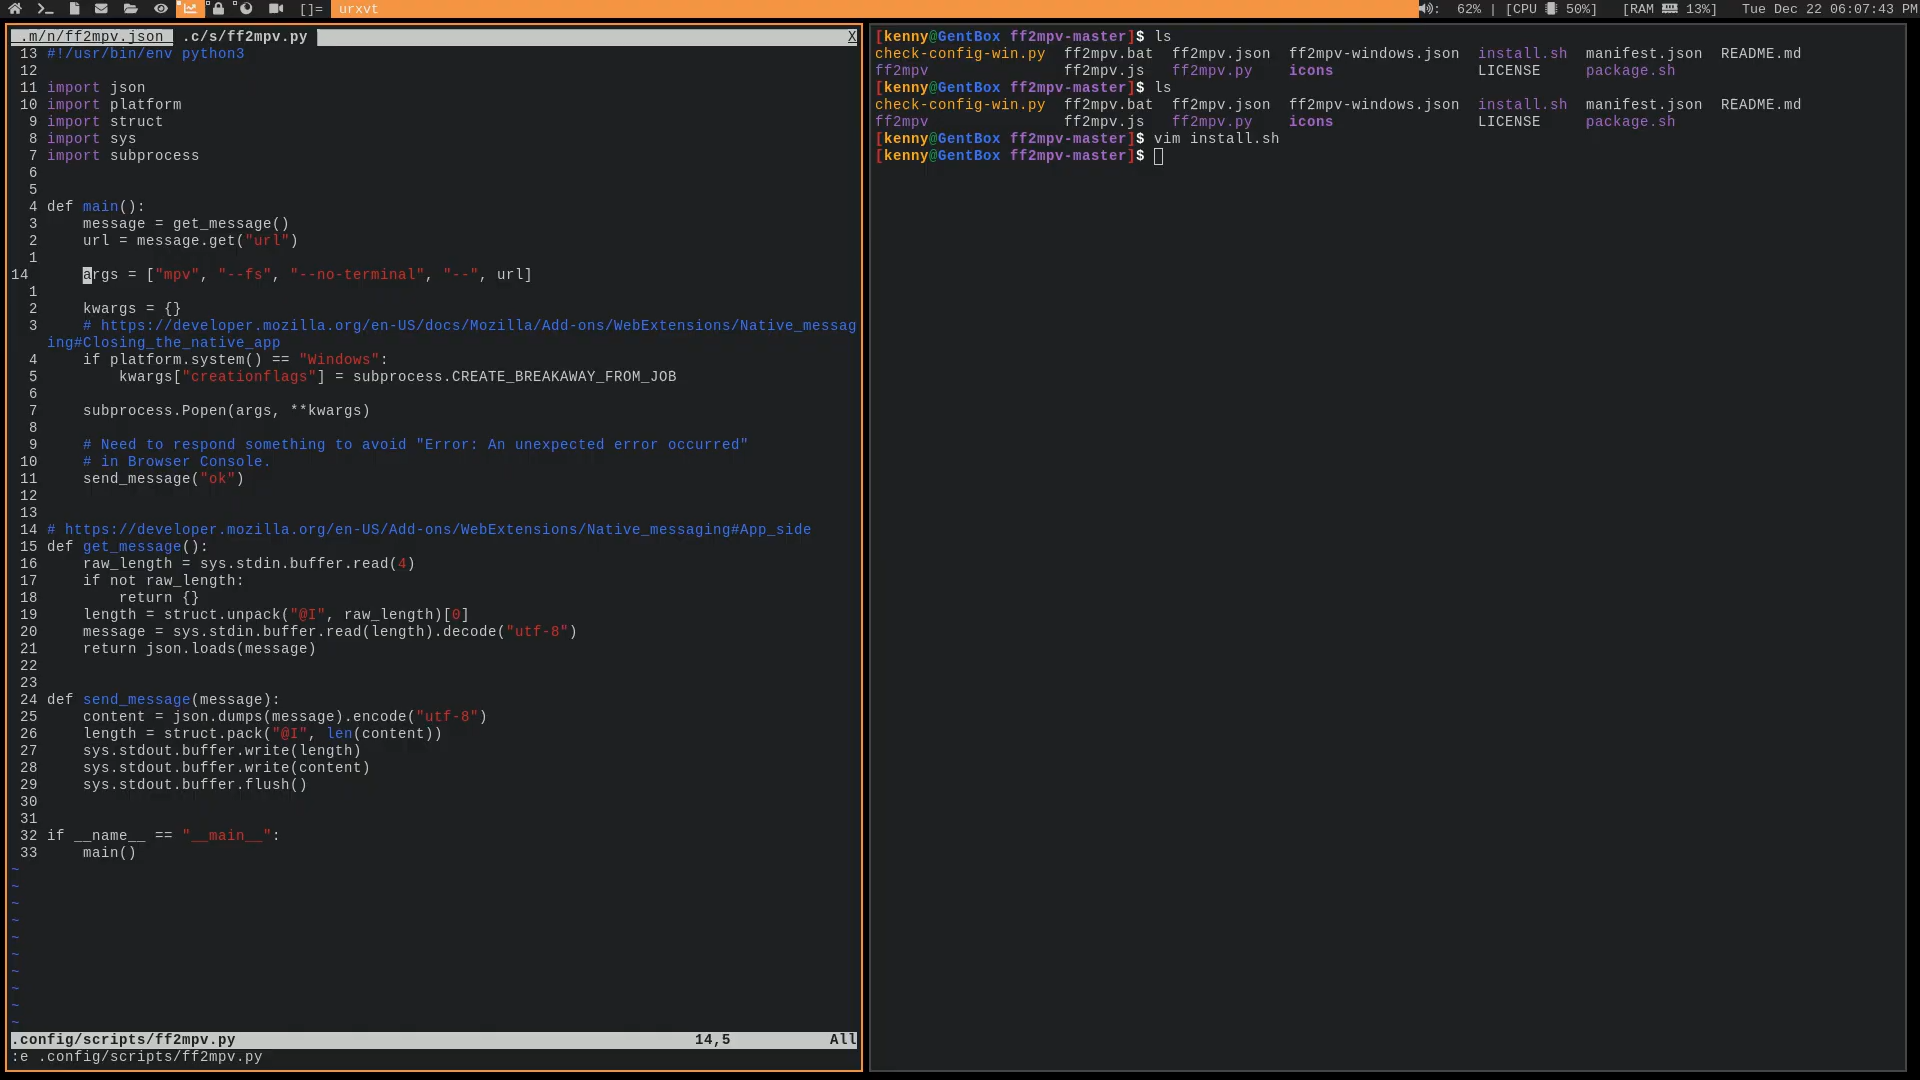 []= urxvt 62% | [CPU 50%] [RAM 13%] Tue Dec 22 06:07:43 PM
.m/n/ff2mpv.json .c/s/ff2mpv.py X
13 #!/usr/bin/env python3
12
11 import json
10 import platform
9 import struct
8 import sys
7 import subprocess
6
5
4 def main():
3     message = get_message()
2     url = message.get("url")
1
14     args = ["mpv", "--fs", "--no-terminal", "--", url]
1
2     kwargs = {}
3     # https://developer.mozilla.org/en-US/docs/Mozilla/Add-ons/WebExtensions/Native_messag
ing#Closing_the_native_app
4     if platform.system() == "Windows":
5         kwargs["creationflags"] = subprocess.CREATE_BREAKAWAY_FROM_JOB
6
7     subprocess.Popen(args, **kwargs)
8
9     # Need to respond something to avoid "Error: An unexpected error occurred"
10     # in Browser Console.
11     send_message("ok")
12
13
14 # https://developer.mozilla.org/en-US/Add-ons/WebExtensions/Native_messaging#App_side
15 def get_message():
16     raw_length = sys.stdin.buffer.read(4)
17     if not raw_length:
18         return {}
19     length = struct.unpack("@I", raw_length)[0]
20     message = sys.stdin.buffer.read(length).decode("utf-8")
21     return json.loads(message)
22
23
24 def send_message(message):
25     content = json.dumps(message).encode("utf-8")
26     length = struct.pack("@I", len(content))
27     sys.stdout.buffer.write(length)
28     sys.stdout.buffer.write(content)
29     sys.stdout.buffer.flush()
30
31
32 if __name__ == "__main__":
33     main()
~
~
~
~
~
~
~
~
~
~
.config/scripts/ff2mpv.py 14,5 All
:e .config/scripts/ff2mpv.py
[kenny@GentBox ff2mpv-master]$ ls
check-config-win.py ff2mpv.bat ff2mpv.json ff2mpv-windows.json install.sh manifest.json README.md
ff2mpv ff2mpv.js ff2mpv.py icons LICENSE package.sh
[kenny@GentBox ff2mpv-master]$ ls
check-config-win.py ff2mpv.bat ff2mpv.json ff2mpv-windows.json install.sh manifest.json README.md
ff2mpv ff2mpv.js ff2mpv.py icons LICENSE package.sh
[kenny@GentBox ff2mpv-master]$ vim install.sh
[kenny@GentBox ff2mpv-master]$